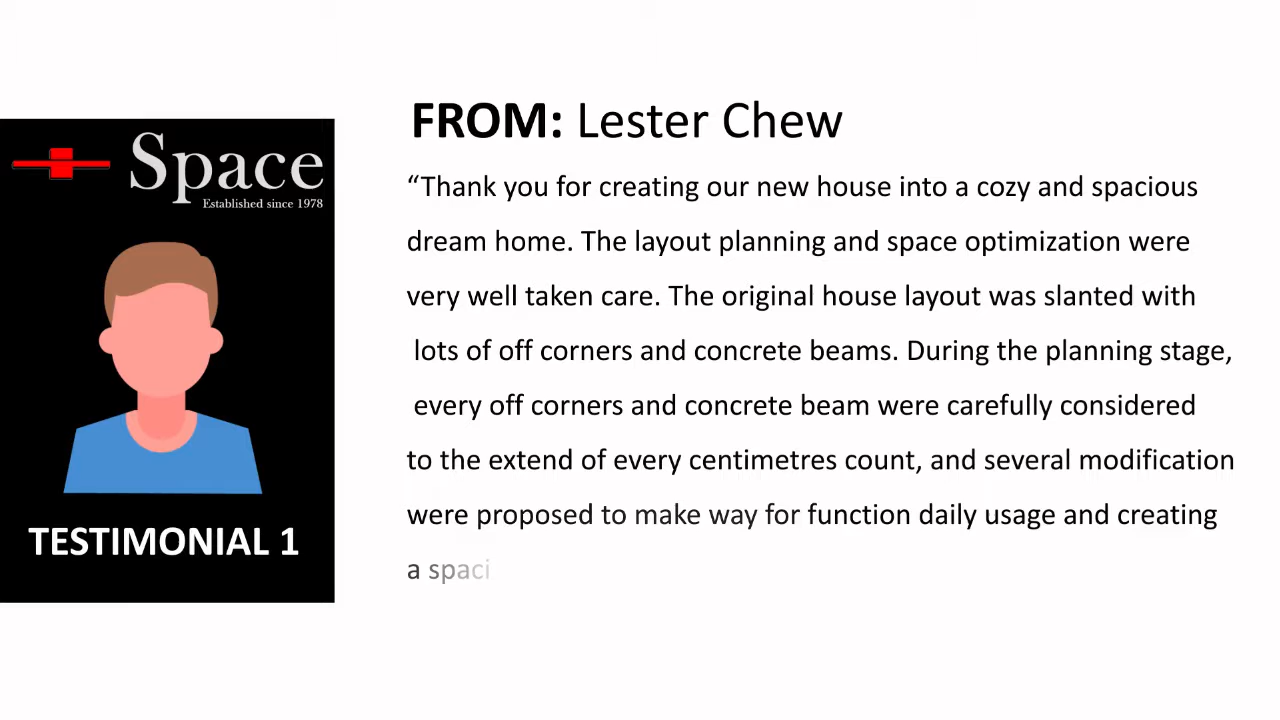 Space
Established since 1978
TESTIMONIAL 1
FROM: Lester Chew
“Thank you for creating our new house into a cozy and spacious
dream home. The layout planning and space optimization were
very well taken care. The original house layout was slanted with
lots of off corners and concrete beams. During the planning stage,
every off corners and concrete beam were carefully considered
to the extend of every centimetres count, and several modification
were proposed to make way for function daily usage and creating
a spaci